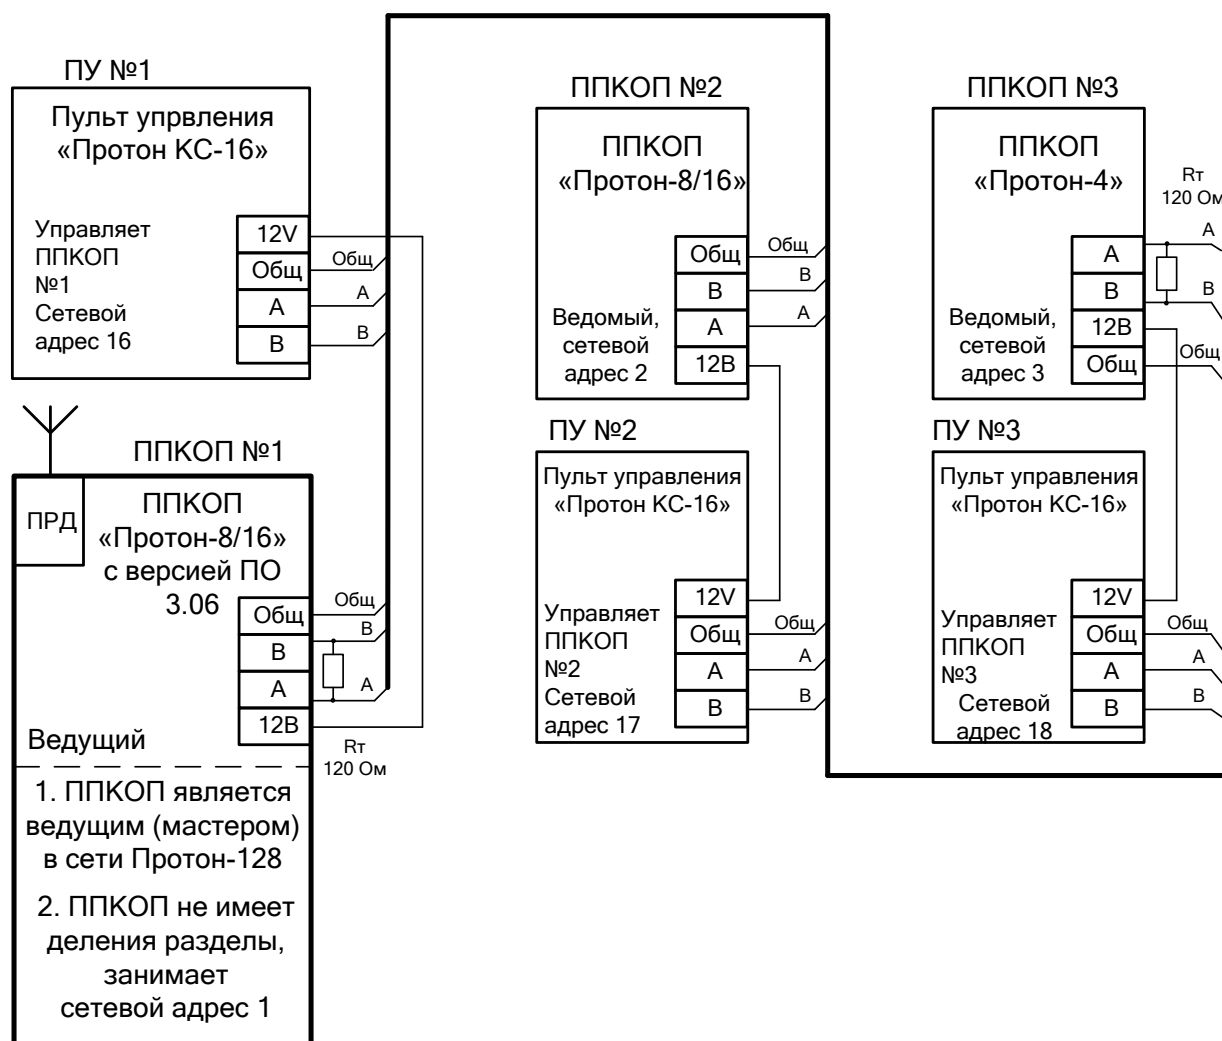 ПУ №1
Пульт упрвления
«Протон КС-16»
Управляет
ППКОП
№1
Сетевой
адрес 16
12V
Общ
А
В
Общ
А
В
ППКОП №1
ПРД
ППКОП
«Протон-8/16»
с версией ПО
3.06
Общ
В
А
12В
Общ
В
А
Rт
120 Ом
Ведущий
1. ППКОП является
ведущим (мастером)
в сети Протон-128
2. ППКОП не имеет
деления разделы,
занимает
сетевой адрес 1
ППКОП №2
ППКОП
«Протон-8/16»
Ведомый,
сетевой
адрес 2
Общ
В
А
12В
Общ
В
А
ПУ №2
Пульт управления
«Протон КС-16»
Управляет
ППКОП
№2
Сетевой
адрес 17
12V
Общ
А
В
Общ
А
В
ППКОП №3
ППКОП
«Протон-4»
Ведомый,
сетевой
адрес 3
А
В
12В
Общ
Rт
120 Ом
А
В
Общ
ПУ №3
Пульт управления
«Протон КС-16»
Управляет
ППКОП
№3
Сетевой
адрес 18
12V
Общ
А
В
Общ
А
В